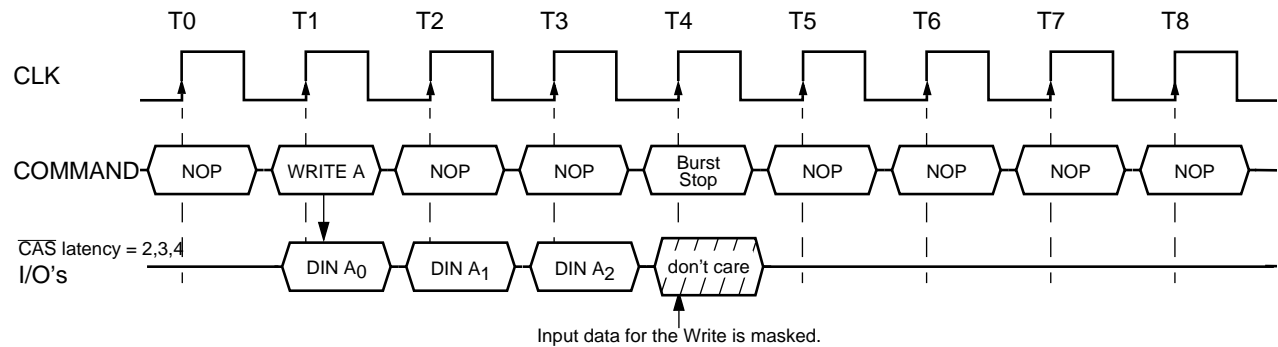 T0 T1 T2 T3 T4 T5 T6 T7 T8
CLK
COMMAND NOP WRITE A NOP NOP Burst Stop NOP NOP NOP NOP
CAS latency = 2,3,4
I/O's DIN A0 DIN A1 DIN A2 don't care
Input data for the Write is masked.